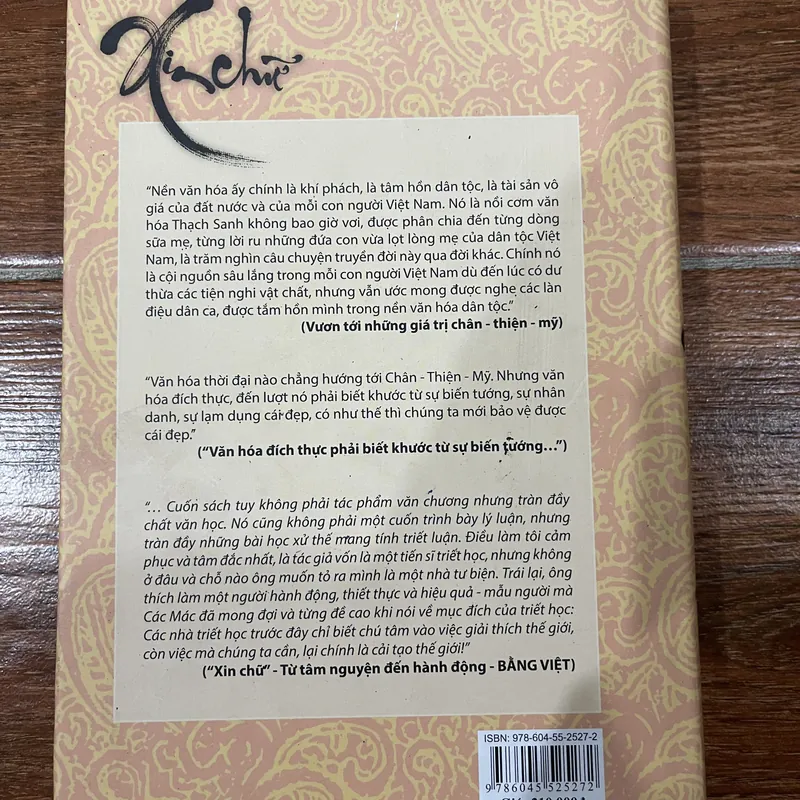 Xin chữ
“Nền văn hóa ấy chính là khí phách, là tâm hồn dân tộc, là tài sản vô
giá của đất nước và của mỗi con người Việt Nam. Nó là nồi cơm văn
hóa Thạch Sanh không bao giờ vơi, được phân chia đến từng dòng
sữa mẹ, từng lời ru những đứa con vừa lọt lòng mẹ của dân tộc Việt
Nam, là trăm nghìn câu chuyện truyền đời này qua đời khác. Chính nó
là cội nguồn sâu lắng trong mỗi con người Việt Nam dù đến lúc có dư
thừa các tiện nghi vật chất, nhưng vẫn ước mong được nghe các làn
điệu dân ca, được tắm hồn mình trong nền văn hóa dân tộc.”
(Vươn tới những giá trị chân - thiện - mỹ)
“Văn hóa thời đại nào chẳng hướng tới Chân - Thiện - Mỹ. Nhưng văn
hóa đích thực, đến lượt nó phải biết khước từ sự biến tướng, sự nhân
danh, sự lạm dụng cái đẹp, có như thế thì chúng ta mới bảo vệ được
cái đẹp.”
(“Văn hóa đích thực phải biết khước từ sự biến tướng...”)
“... Cuốn sách tuy không phải tác phẩm văn chương nhưng tràn đầy
chất văn học. Nó cũng không phải một cuốn trình bày lý luận, nhưng
tràn đầy những bài học xử thế mang tính triết luận. Điều làm tôi cảm
phục và tâm đắc nhất, là tác giả vốn là một tiến sĩ triết học, nhưng không
ở đâu và chỗ nào ông muốn tỏ ra mình là một nhà tư biện. Trái lại, ông
thích làm một người hành động, thiết thực và hiệu quả - mẫu người mà
Các Mác đã mong đợi và từng đề cao khi nói về mục đích của triết học:
Các nhà triết học trước đây chỉ biết chú tâm vào việc giải thích thế giới,
còn việc mà chúng ta cần, lại chính là cải tạo thế giới!”
(“Xin chữ” - Từ tâm nguyện đến hành động - BẰNG VIỆT)
ISBN: 978-604-55-2527-2
9 786045 525272